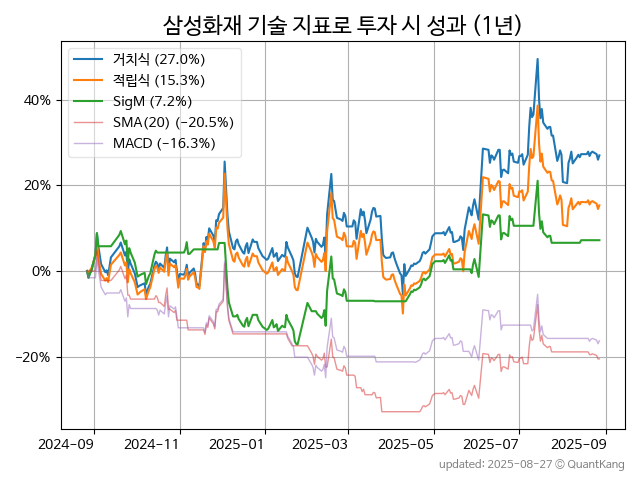 삼성화재 기술 지표로 투자 시 성과 (1년)
거치식 (27.0%)
적립식 (15.3%)
SigM (7.2%)
SMA(20) (−20.5%)
MACD (−16.3%)
40%
20%
0%
−20%
2024-09 2024-11 2025-01 2025-03 2025-05 2025-07 2025-09
updated: 2025-08-27 © QuantKang